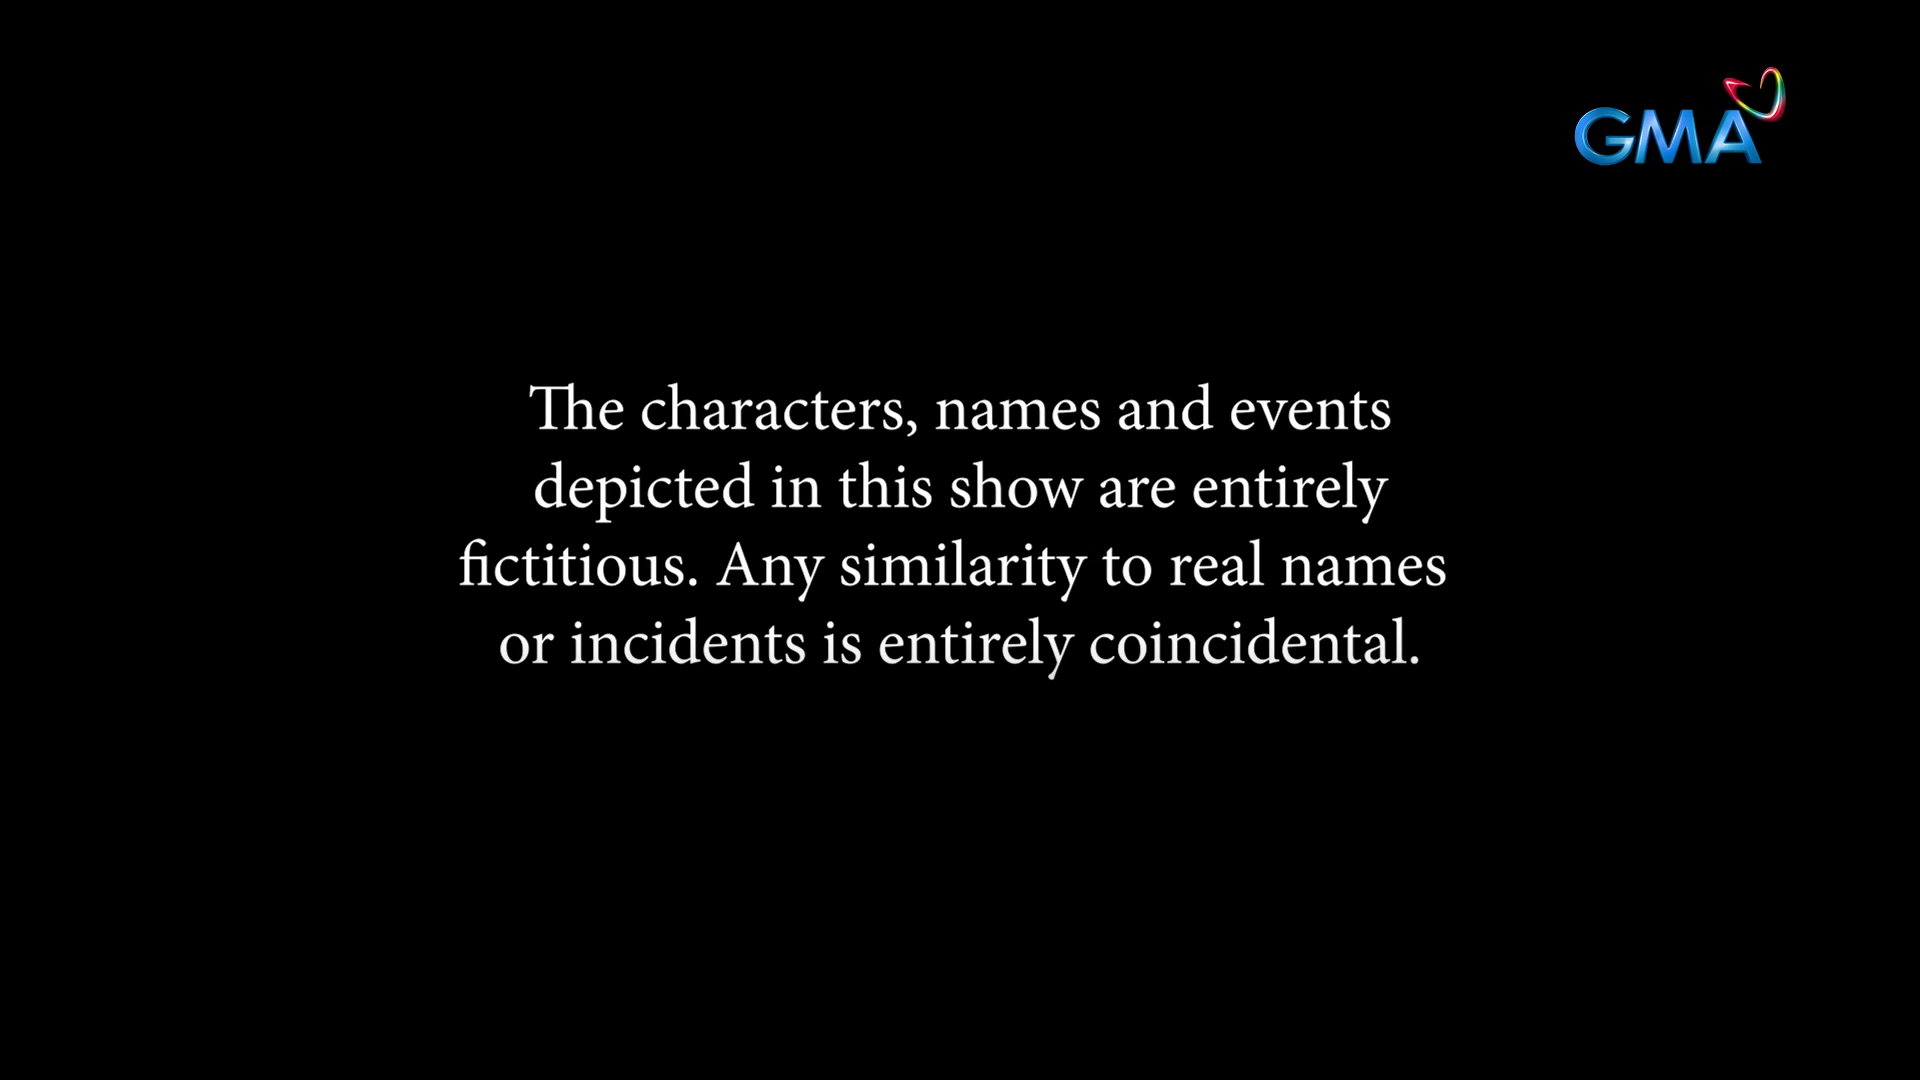 GMA
The characters, names and events
depicted in this show are entirely
fictitious. Any similarity to real names
or incidents is entirely coincidental.